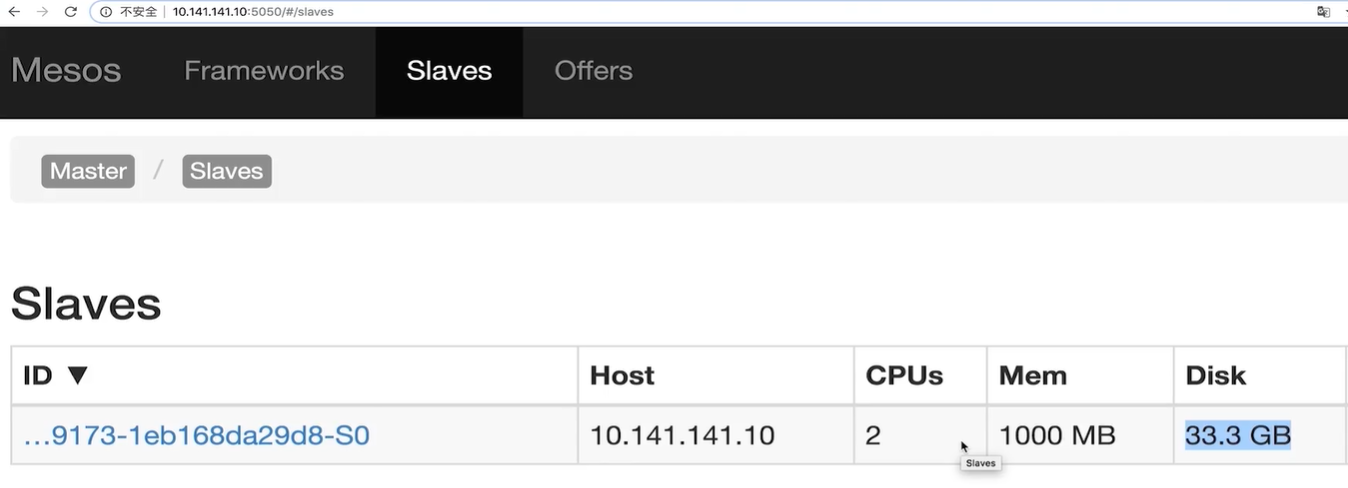 不安全 | 10.141.141.10:5050/#/slaves
Mesos Frameworks Slaves Offers
Master / Slaves
Slaves
ID ▼ Host CPUs Mem Disk
…9173-1eb168da29d8-S0 10.141.141.10 2 1000 MB 33.3 GB
Slaves